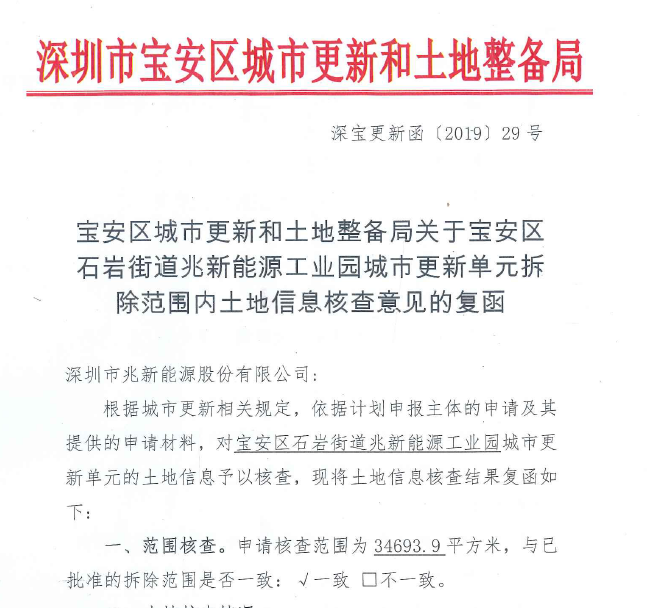 深圳市宝安区城市更新和土地整备局
深宝更新函〔2019〕29号
宝安区城市更新和土地整备局关于宝安区
石岩街道兆新能源工业园城市更新单元拆
除范围内土地信息核查意见的复函
深圳市兆新能源股份有限公司：
根据城市更新相关规定，依据计划申报主体的申请及其
提供的申请材料，对宝安区石岩街道兆新能源工业园城市更
新单元的土地信息予以核查，现将土地信息核查结果复函如
下：
一、范围核查。申请核查范围为 34693.9 平方米，与已
批准的拆除范围是否一致：√一致 □不一致。